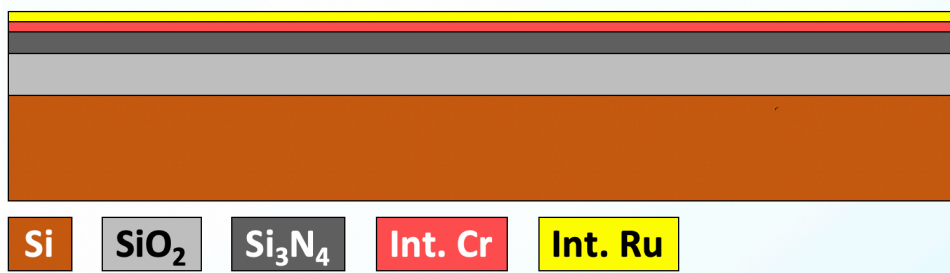 Si SiO₂ Si₃N₄ Int. Cr Int. Ru